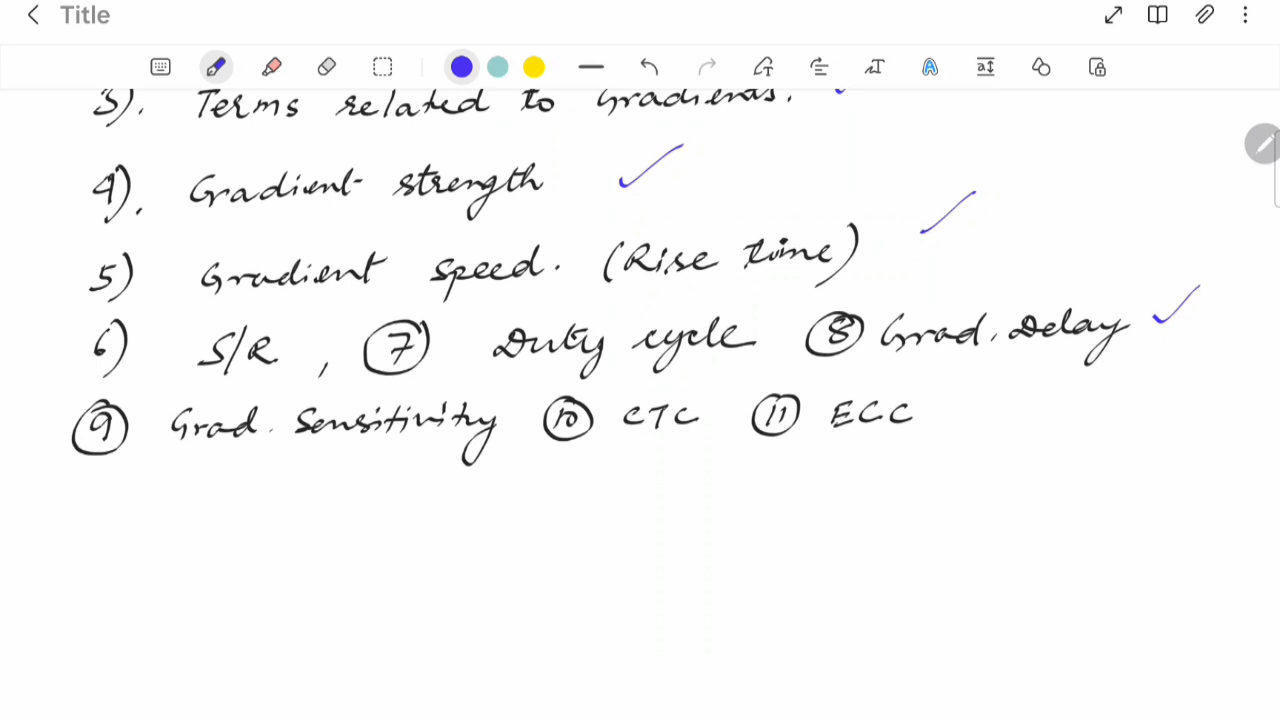 Title
3). Terms related to Gradients.
4). Gradient strength
5) Gradient speed. (Rise time)
6) S/R , 7 Duty cycle 8 Grad. Delay
9 Grad. Sensitivity 10 CTC 11 ECC